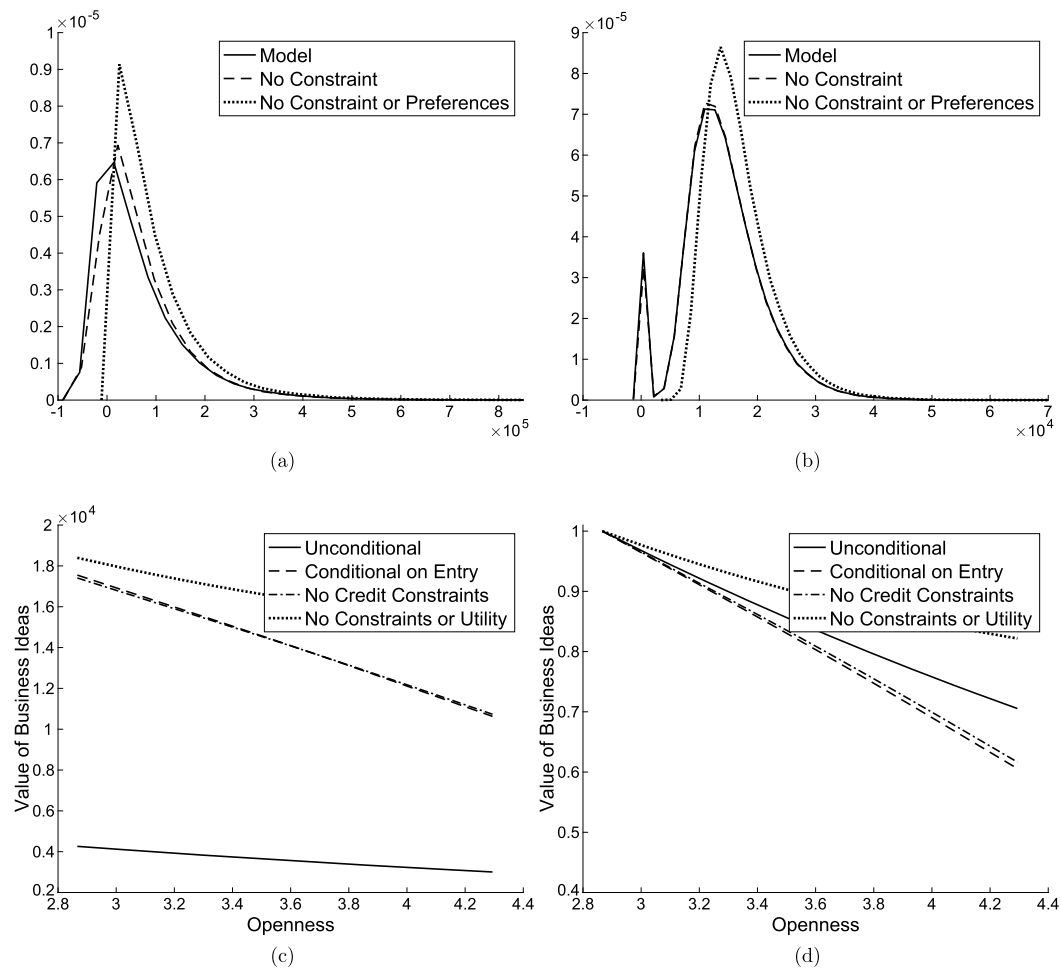 ×10^-5
1
0.9
0.8
0.7
0.6
0.5
0.4
0.3
0.2
0.1
0
-1 0 1 2 3 4 5 6 7 8
×10^5
Model
No Constraint
No Constraint or Preferences
(a)
×10^-5
9
8
7
6
5
4
3
2
1
0
-1 0 1 2 3 4 5 6 7
×10^4
Model
No Constraint
No Constraint or Preferences
(b)
×10^4
2
1.8
1.6
1.4
1.2
1
0.8
0.6
0.4
0.2
2.8 3 3.2 3.4 3.6 3.8 4 4.2 4.4
Value of Business Ideas
Openness
Unconditional
Conditional on Entry
No Credit Constraints
No Constraints or Utility
(c)
1
0.9
0.8
0.7
0.6
0.5
0.4
2.8 3 3.2 3.4 3.6 3.8 4 4.2 4.4
Value of Business Ideas
Openness
Unconditional
Conditional on Entry
No Credit Constraints
No Constraints or Utility
(d)